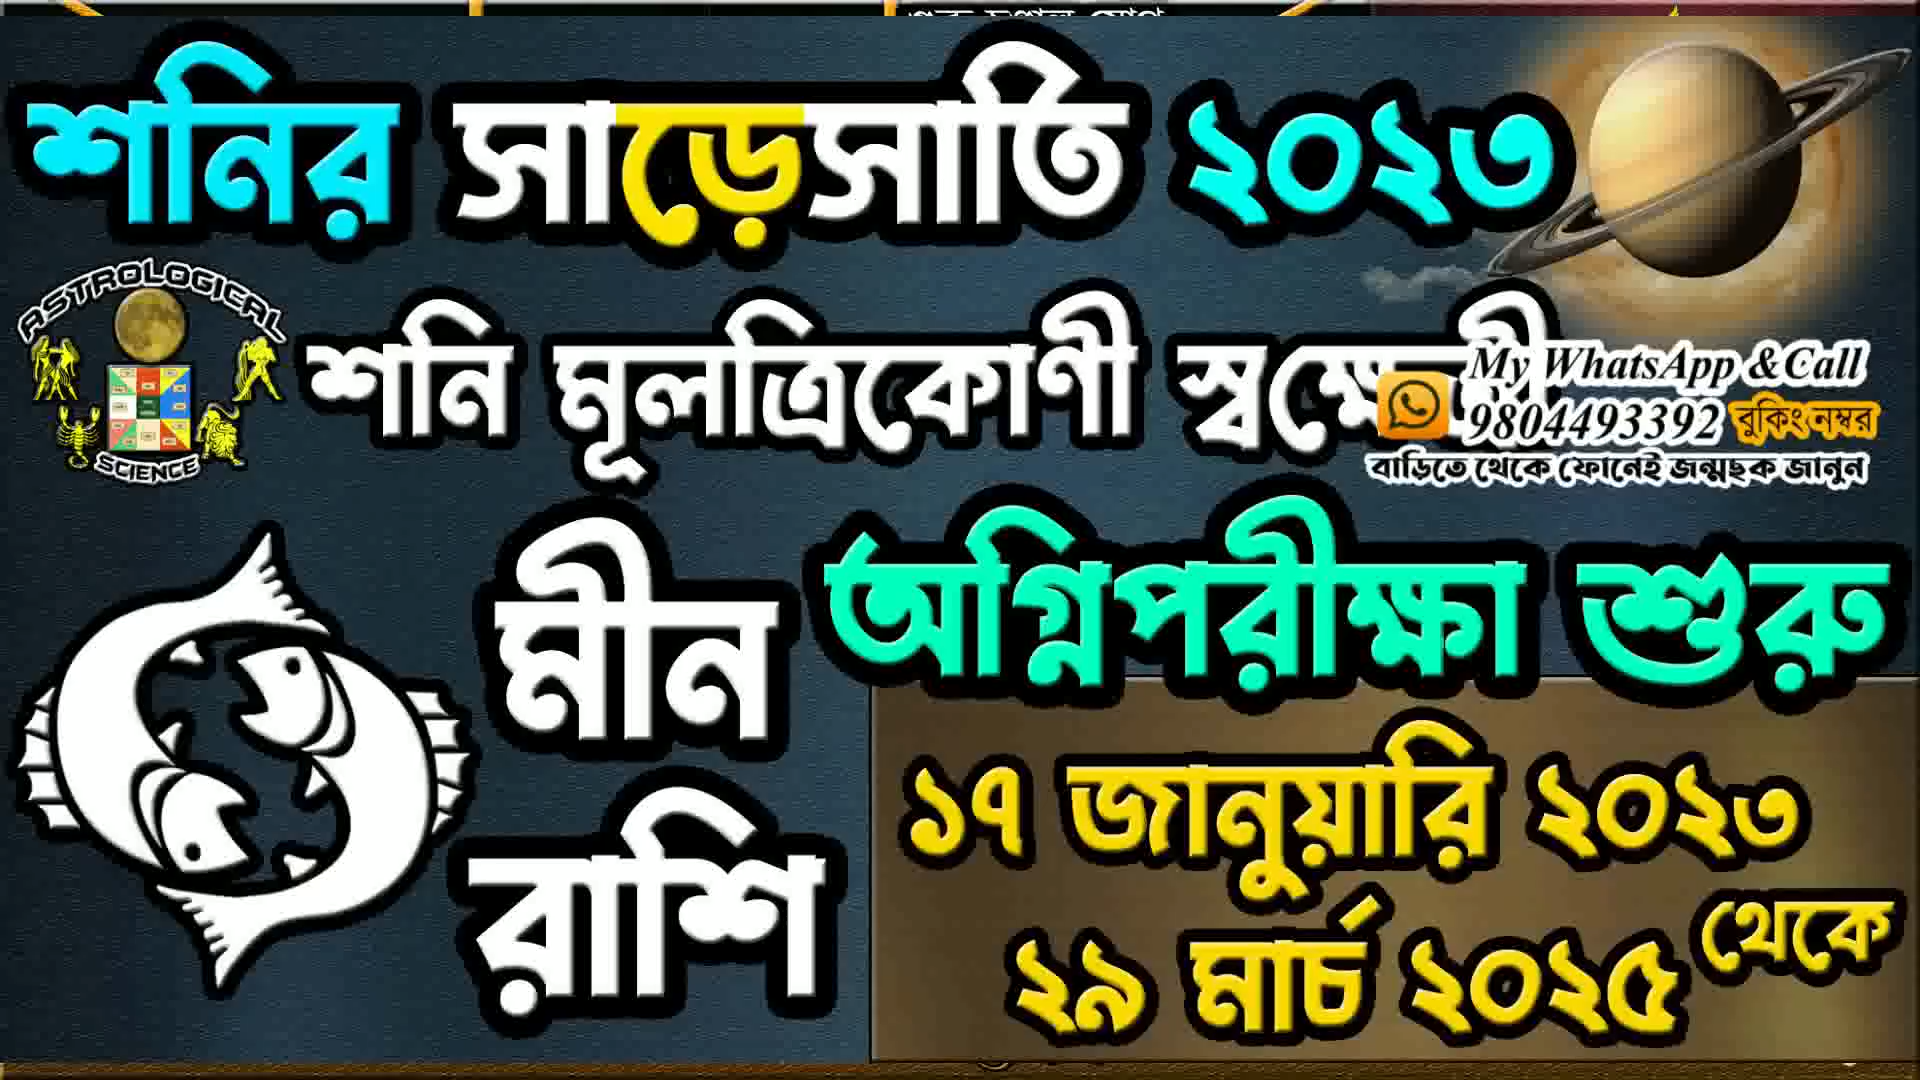 শনির সাড়েসাতি ২০২৩
ASTROLOGICAL
SCIENCE
শনি মূলত্রিকোণী
My WhatsApp & Call
9804493392 বুকিং নম্বর
বাড়িতে থেকে ফোনেই জন্মছক জানুন
মীন
রাশি
অগ্নিপরীক্ষা শুরু
১৭ জানুয়ারি ২০২৩
থেকে
২৯ মার্চ ২০২৫